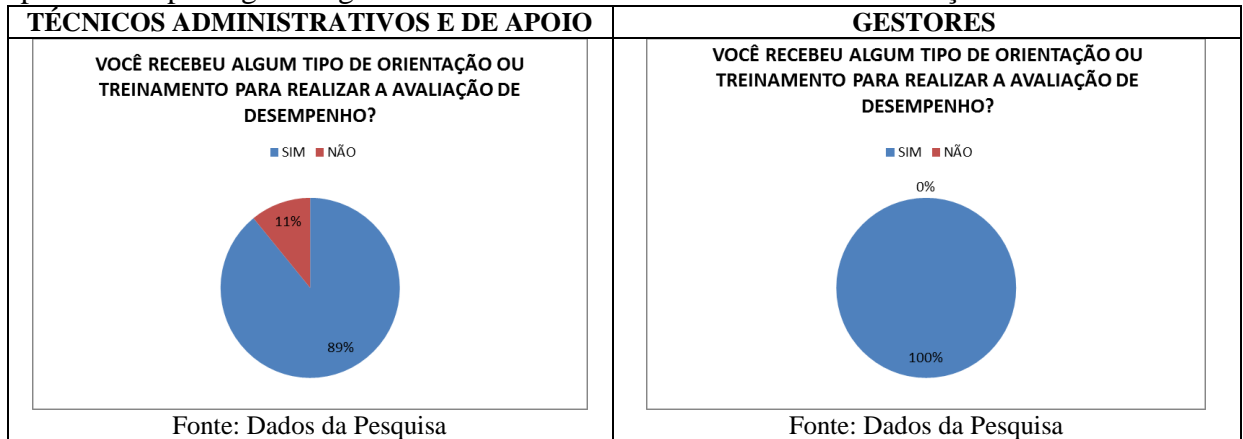 TÉCNICOS ADMINISTRATIVOS E DE APOIO
GESTORES
VOCÊ RECEBEU ALGUM TIPO DE ORIENTAÇÃO OU
TREINAMENTO PARA REALIZAR A AVALIAÇÃO DE
DESEMPENHO?
SIM NÃO
11%
89%
Fonte: Dados da Pesquisa
VOCÊ RECEBEU ALGUM TIPO DE ORIENTAÇÃO OU
TREINAMENTO PARA REALIZAR A AVALIAÇÃO DE
DESEMPENHO?
SIM NÃO
0%
100%
Fonte: Dados da Pesquisa